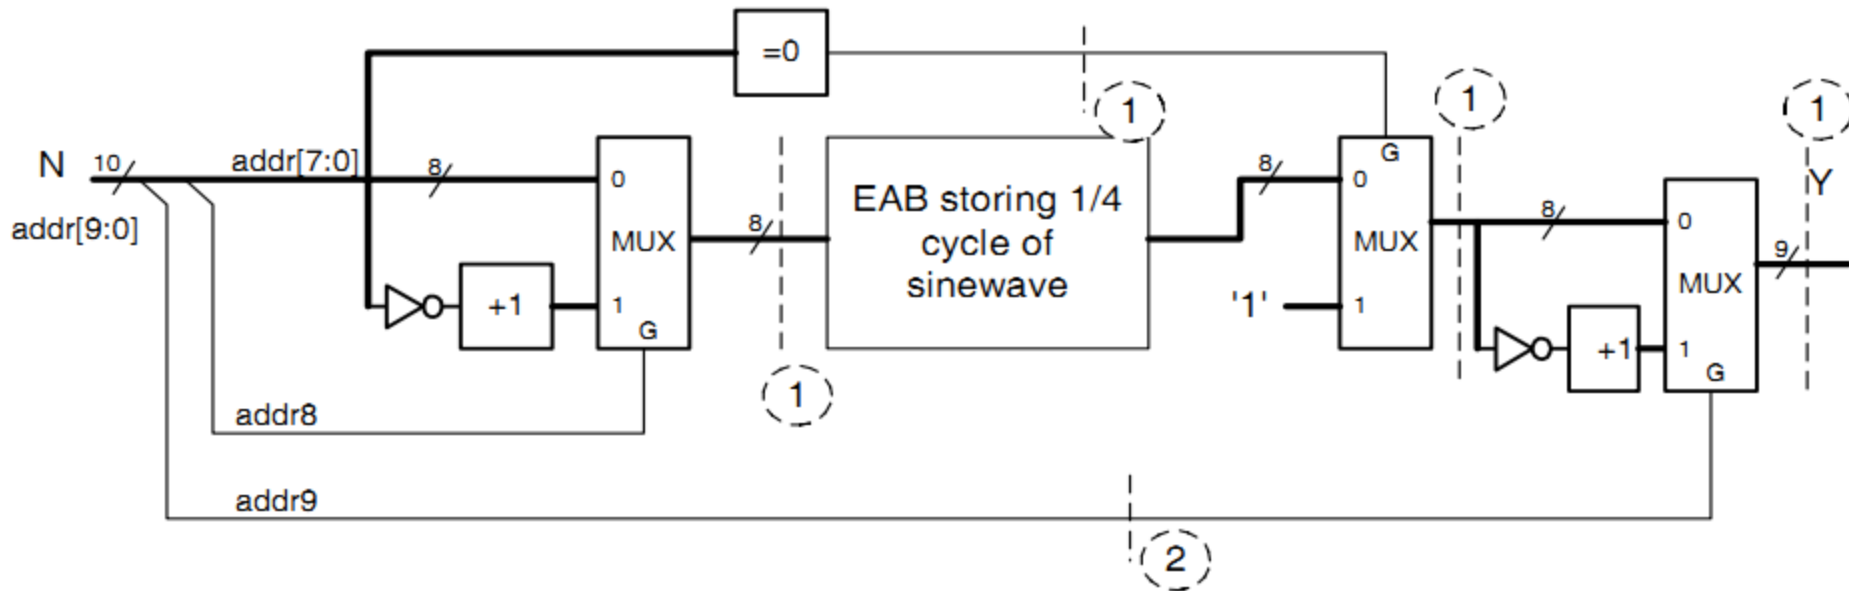 =0
1
1
1
N
10
addr[7:0]
8
0
G
8
0
Y
addr[9:0]
EAB storing 1/4
cycle of
sinewave
MUX
8
MUX
8
0
9
MUX
+1
1
G
'1'
1
+1
1
G
1
addr8
addr9
2